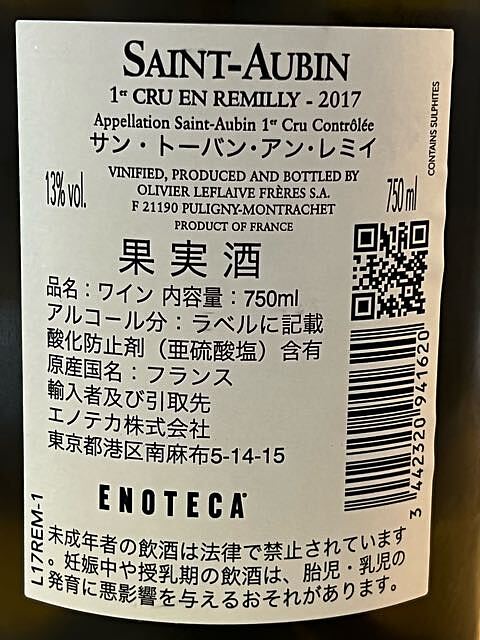 SAINT-AUBIN
1er CRU EN REMILLY - 2017
Appellation Saint-Aubin 1er Cru Contrôlée
サン・トーバン・アン・レミイ
CONTAINS SULPHITES
13% vol.
VINIFIED, PRODUCED AND BOTTLED BY
OLIVIER LEFLAIVE FRÈRES S.A.
F 21190 PULIGNY-MONTRACHET
PRODUCT OF FRANCE
750 ml
果実酒
品名：ワイン 内容量：750ml
アルコール分：ラベルに記載
酸化防止剤（亜硫酸塩）含有
原産国名：フランス
輸入者及び引取先
エノテカ株式会社
東京都港区南麻布5-14-15
3 442320 941620
ENOTECA
L17REM-1
未成年者の飲酒は法律で禁止されています
。妊娠中や授乳期の飲酒は、胎児・乳児の
発育に悪影響を与えるおそれがあります。